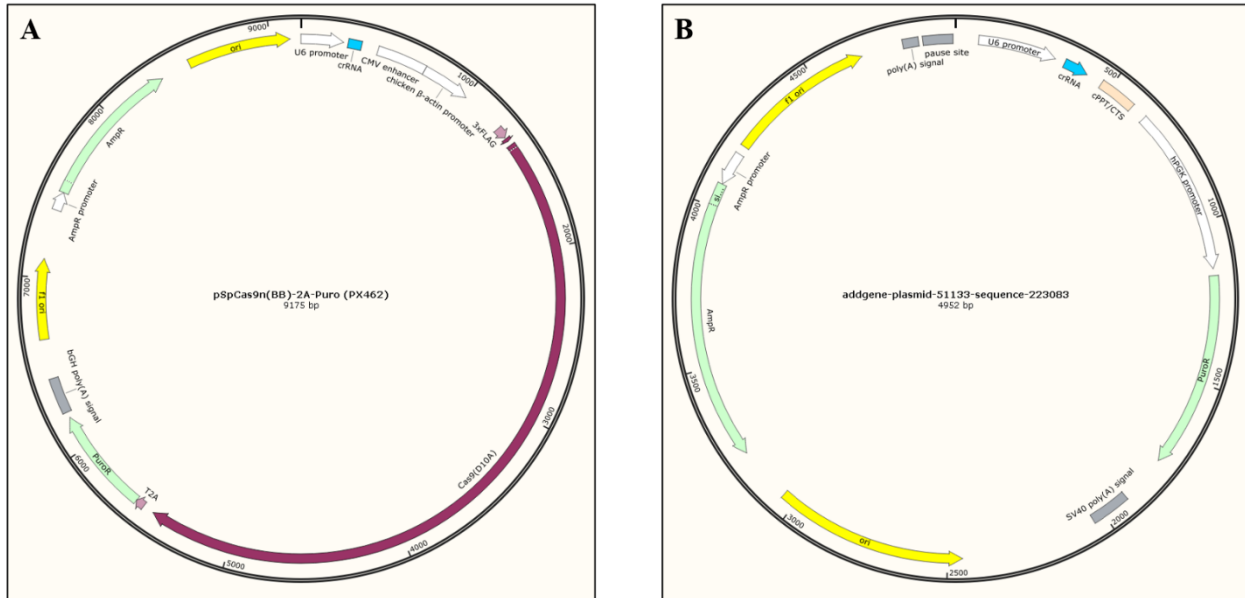 A
9000
ori
U6 promoter
crRNA
CMV enhancer
chicken β-actin promoter
1000
3xFLAG
8000
AmpR
AmpR promoter
2000
7000
f1 ori
pSpCas9n(BB)-2A-Puro (PX462)
9175 bp
bGH poly(A) signal
PuroR
6000
T2A
Cas9(D10A)
3000
5000
4000
B
poly(A) signal
pause site
U6 promoter
crRNA
500
cPPT/CTS
4500
f1 ori
hPGK promoter
AmpR promoter
si...
4000
1000
addgene-plasmid-51133-sequence-223083
4952 bp
AmpR
PuroR
3500
1500
SV40 poly(A) signal
2000
3000
ori
2500